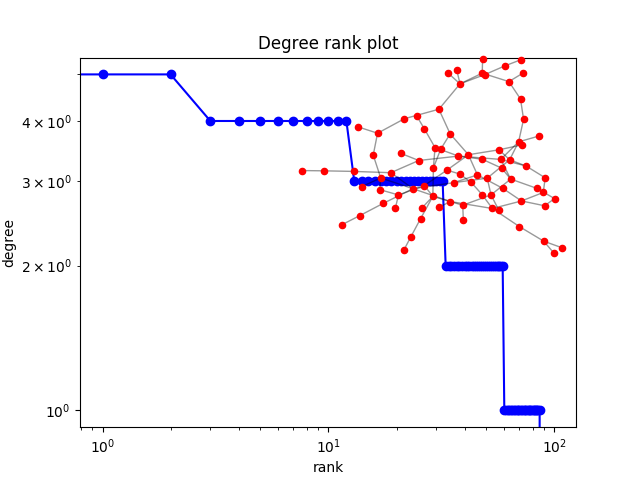 Degree rank plot
degree
4 × 10⁰
3 × 10⁰
2 × 10⁰
10⁰
10⁰
10¹
10²
rank